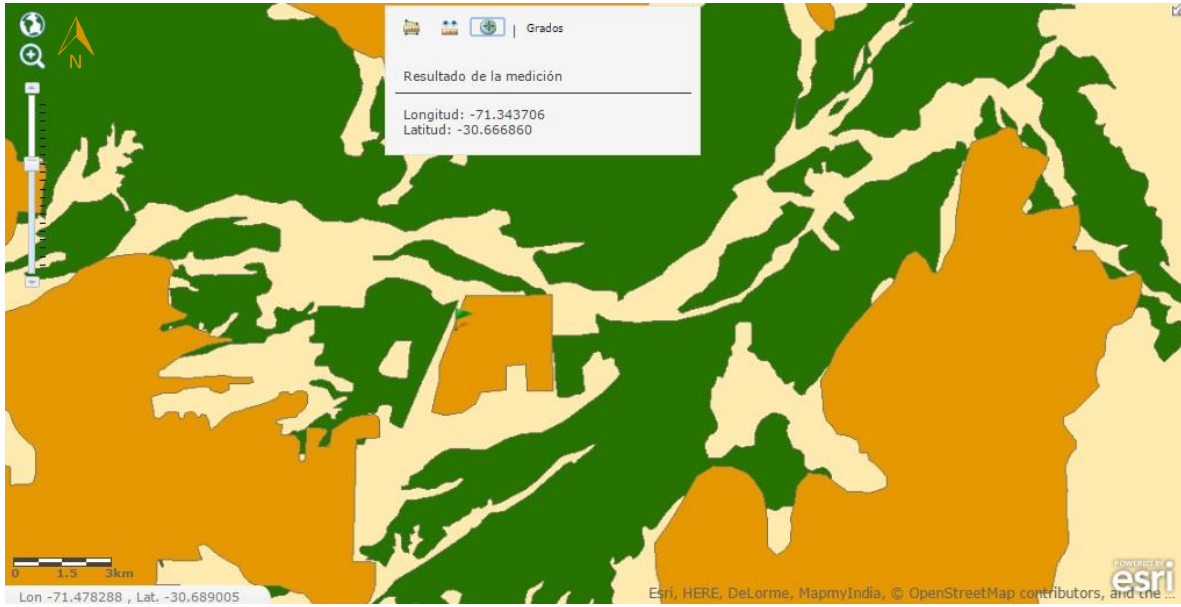 N
| Grados
Resultado de la medición
Longitud: -71.343706
Latitud: -30.666860
0 1.5 3km
Lon -71.478288 , Lat. -30.689005
POWERED BY
esri
Esri, HERE, DeLorme, MapmyIndia, © OpenStreetMap contributors, and the ...